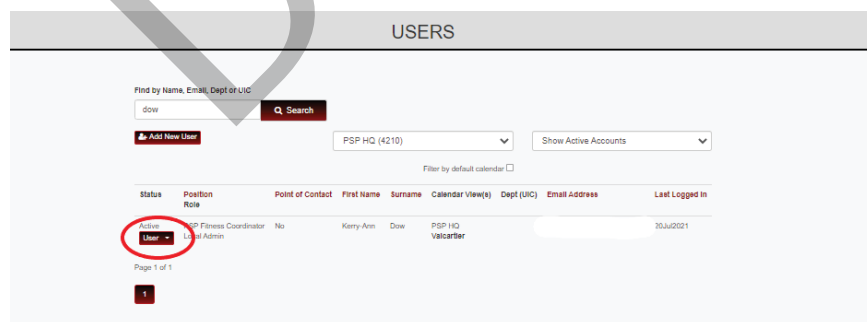 USERS
Find by Name, Email, Dept or UIC
dow
Search
Add New User
PSP HQ (4210)
Show Active Accounts
Filter by default calendar
Status Position Point of Contact First Name Surname Calendar View(s) Dept (UIC) Email Address Last Logged In
Role
Active PSP Fitness Coordinator No Kerry-Ann Dow PSP HQ 20Jul2021
User Local Admin Valcartier
Page 1 of 1
1